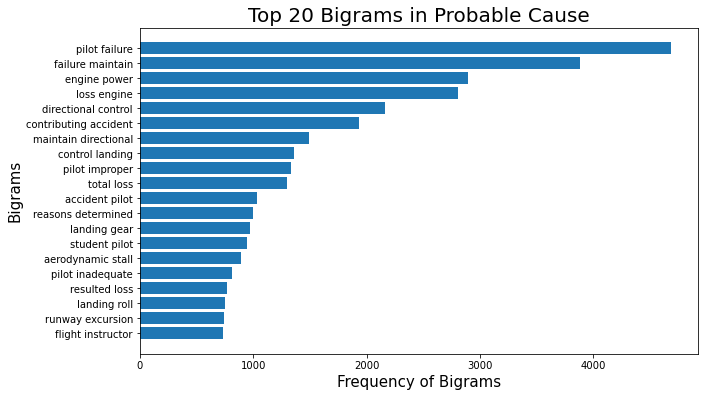 Top 20 Bigrams in Probable Cause
pilot failure
failure maintain
engine power
loss engine
directional control
contributing accident
maintain directional
control landing
pilot improper
total loss
accident pilot
reasons determined
landing gear
student pilot
aerodynamic stall
pilot inadequate
resulted loss
landing roll
runway excursion
flight instructor
Bigrams
0 1000 2000 3000 4000
Frequency of Bigrams